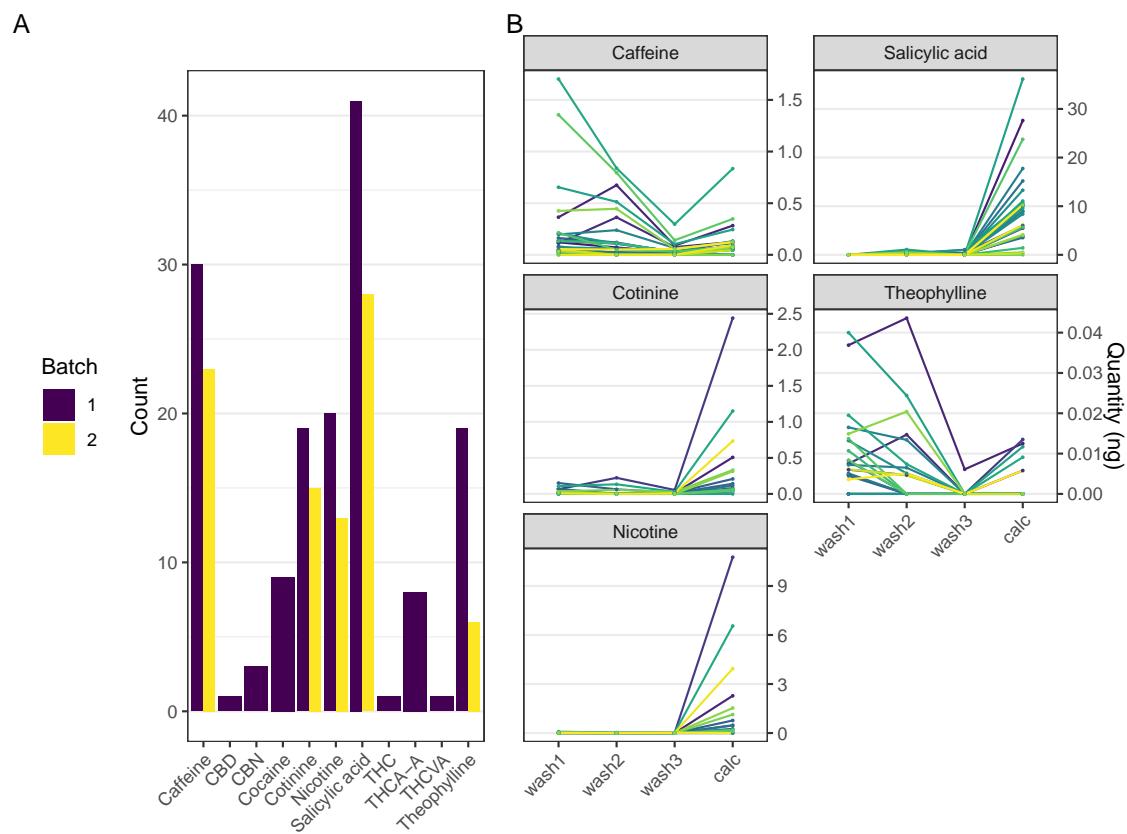 A
B
Batch
1
2
Count
40
30
20
10
0
Caffeine
CBD
CBN
Cocaine
Cotinine
Nicotine
Salicylic acid
THC
THCA−A
THCVA
Theophylline
Caffeine
1.5
1.0
0.5
0.0
Salicylic acid
30
20
10
0
Cotinine
2.5
2.0
1.5
1.0
0.5
0.0
Theophylline
0.04
0.03
0.02
0.01
0.00
wash1
wash2
wash3
calc
Nicotine
9
6
3
0
wash1
wash2
wash3
calc
Quantity (ng)